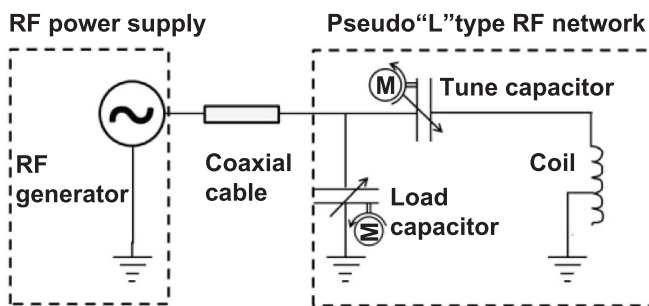 RF power supply
Pseudo“L”type RF network
M
Tune capacitor
RF
generator
Coaxial
cable
Coil
Load
capacitor
M